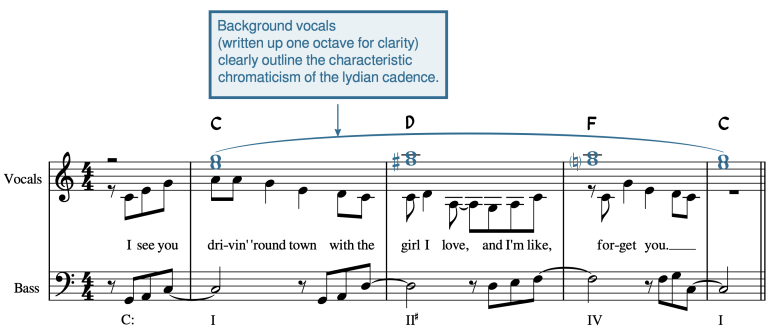 Background vocals
(written up one octave for clarity)
clearly outline the characteristic
chromaticism of the lydian cadence.
C D F C
Vocals
I see you dri-vin' 'round town with the girl I love, and I'm like, for-get you.
Bass
C: I II♯ IV I